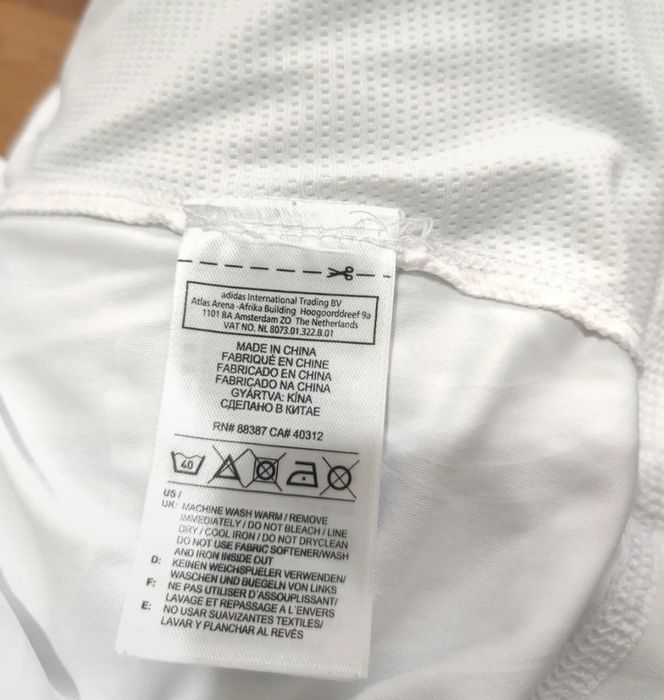 adidas International Trading BV
Atlas Arena -Afrika Building Hoogoorddreef 9a
1101 BA Amsterdam ZO The Netherlands
VAT NO. NL 8073.01.322.B.01
MADE IN CHINA
FABRIQUÉ EN CHINE
FABRICADO EN CHINA
FABRICADO NA CHINA
GYÁRTVA: KÍNA
СДЕЛАНО В КИТАЕ
RN# 88387 CA# 40312
40
US /
UK: MACHINE WASH WARM / REMOVE
IMMEDIATELY / DO NOT BLEACH / LINE
DRY / COOL IRON / DO NOT DRYCLEAN
DO NOT USE FABRIC SOFTENER/WASH
AND IRON INSIDE OUT
D: KEINEN WEICHSPUELER VERWENDEN/
WASCHEN UND BUEGELN VON LINKS
F: NE PAS UTILISER D'ASSOUPLISSANT/
LAVAGE ET REPASSAGE A L'ENVERS
E: NO USAR SUAVIZANTES TEXTILES/
LAVAR Y PLANCHAR AL REVÉS